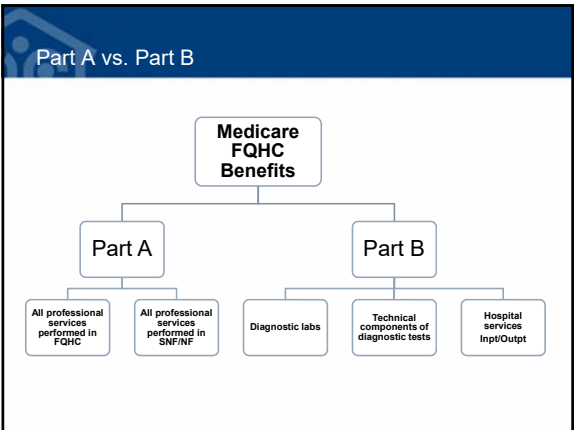 Part A vs. Part B
Medicare
FQHC
Benefits
Part A
Part B
All professional
services
performed in
FQHC
All professional
services
performed in
SNF/NF
Diagnostic labs
Technical
components of
diagnostic tests
Hospital
services
Inpt/Outpt